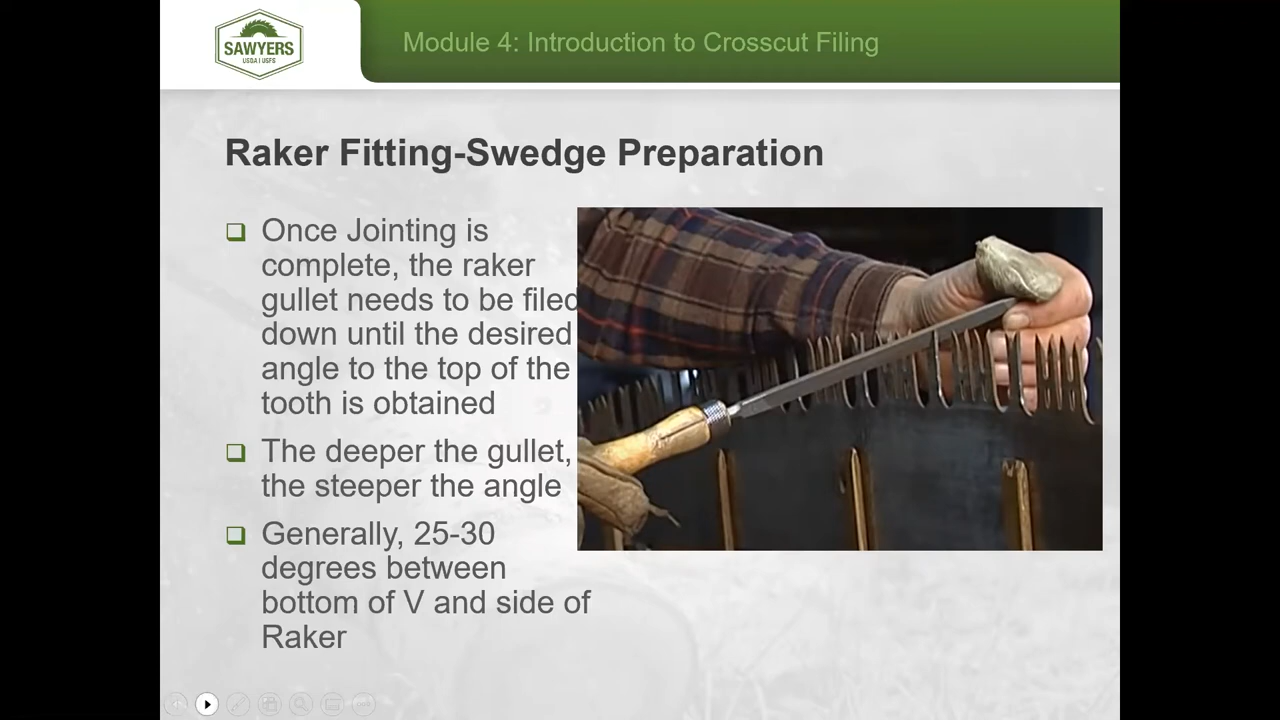 SAWYERS
USDA | USFS
Module 4: Introduction to Crosscut Filing
Raker Fitting-Swedge Preparation
Once Jointing is
complete, the raker
gullet needs to be filed
down until the desired
angle to the top of the
tooth is obtained
The deeper the gullet,
the steeper the angle
Generally, 25-30
degrees between
bottom of V and side of
Raker